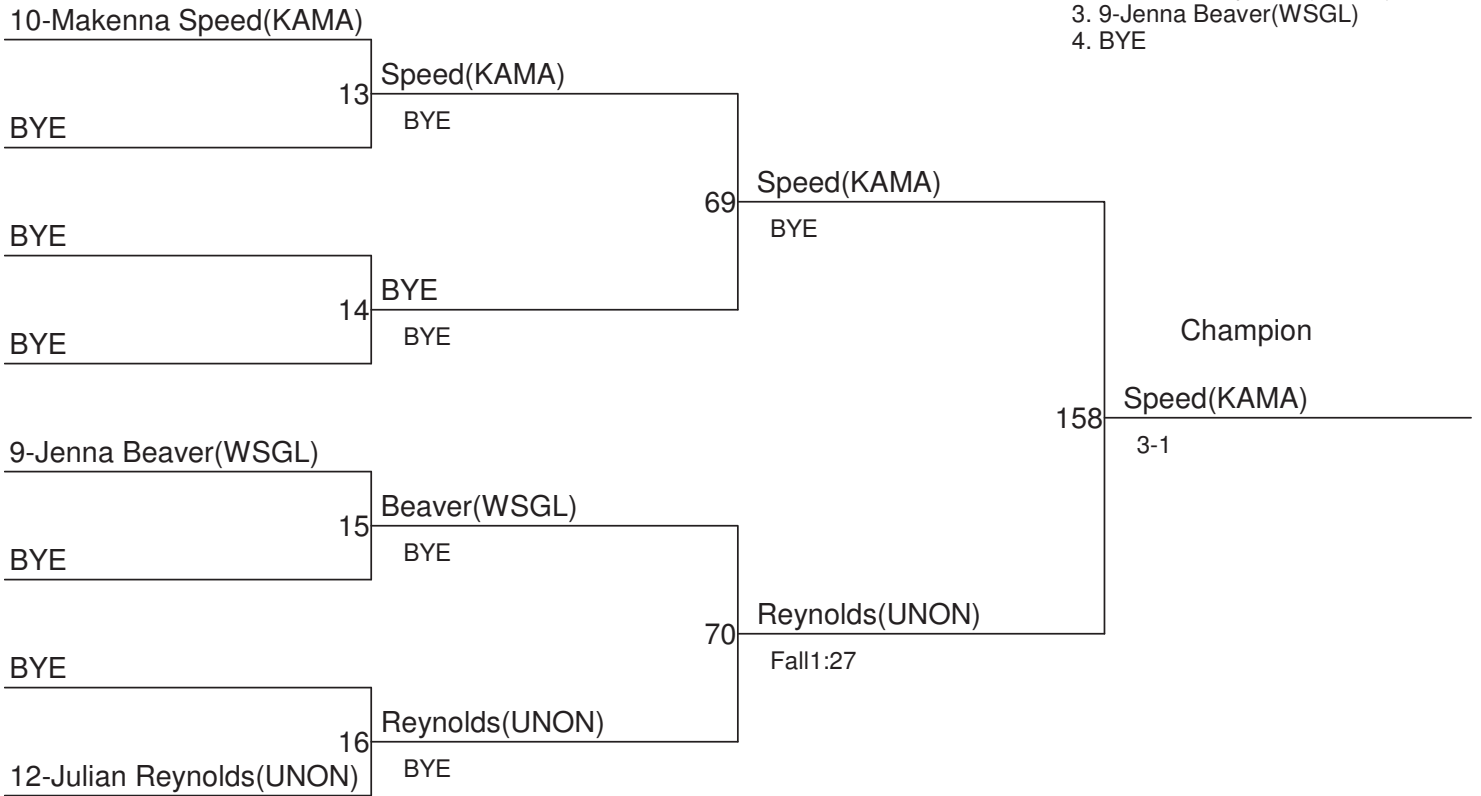 3. 9-Jenna Beaver(WSGL)
4. BYE
10-Makenna Speed(KAMA)
13
Speed(KAMA)
BYE
BYE
69
Speed(KAMA)
BYE
BYE
14
BYE
BYE
BYE
Champion
158
Speed(KAMA)
3-1
9-Jenna Beaver(WSGL)
15
Beaver(WSGL)
BYE
BYE
70
Reynolds(UNON)
Fall1:27
BYE
16
Reynolds(UNON)
BYE
12-Julian Reynolds(UNON)